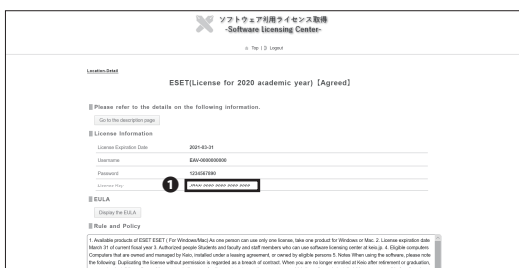 ソフトウェア利用ライセンス取得
-Software Licensing Center-
Top | Logout
Location-Detail
ESET(License for 2020 academic year)【Agreed】
Please refer to the details on the following information.
Go to the description page
License Information
License Expiration Date 2021-03-31
Username EAV-0000000000
Password 1234567890
License Key
1
EULA
Display the EULA
Rule and Policy
1. Available products of ESET ESET ( For Windows/Mac) As one person can use only one license, take one product for Windows or Mac. 2. License expiration date
March 31 of current fiscal year 3. Authorized people Students and faculty and staff members who can use software licensing center at keio.jp. 4. Eligible computers
Computers that are owned and managed by Keio, installed under a leasing agreement, or owned by eligible persons 5. Notes When using the software, please note
the following. Duplicating the license without permission is regarded as a breach of contract. When you are no longer enrolled at Keio after retirement or graduation,